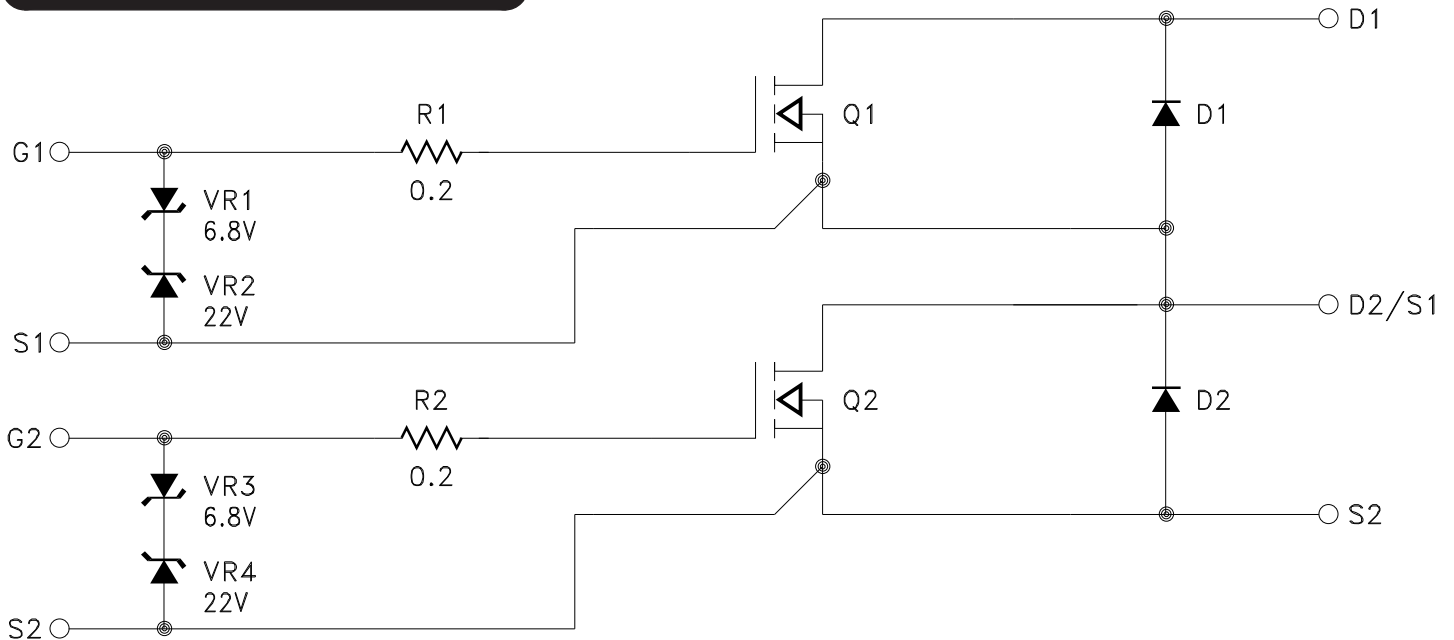 D1
R1
Q1
D1
G1
0.2
VR1
6.8V
VR2
22V
D2/S1
S1
R2
Q2
D2
G2
0.2
VR3
6.8V
S2
VR4
22V
S2